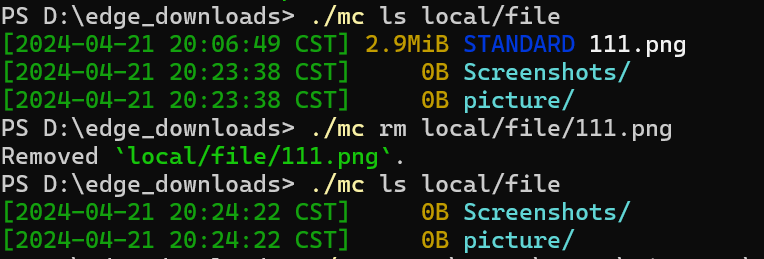 PS D:\edge_downloads> ./mc ls local/file
[2024-04-21 20:06:49 CST] 2.9MiB STANDARD 111.png
[2024-04-21 20:23:38 CST]     0B Screenshots/
[2024-04-21 20:23:38 CST]     0B picture/
PS D:\edge_downloads> ./mc rm local/file/111.png
Removed `local/file/111.png`.
PS D:\edge_downloads> ./mc ls local/file
[2024-04-21 20:24:22 CST]     0B Screenshots/
[2024-04-21 20:24:22 CST]     0B picture/